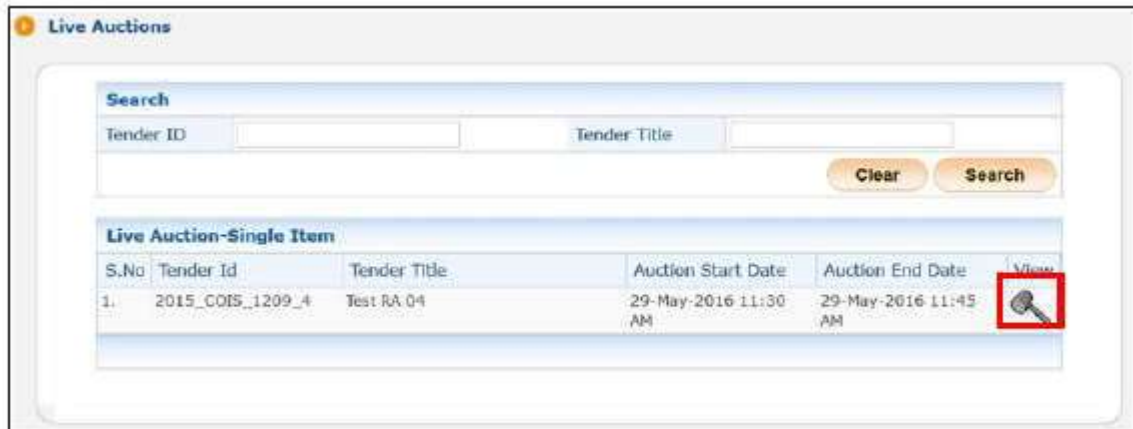 Live Auctions
Search
Tender ID Tender Title
Clear Search
Live Auction-Single Item
S.No Tender Id Tender Title Auction Start Date Auction End Date View
1. 2015_COIS_1209_4 Test RA 04 29-May-2016 11:30 29-May-2016 11:45
AM AM